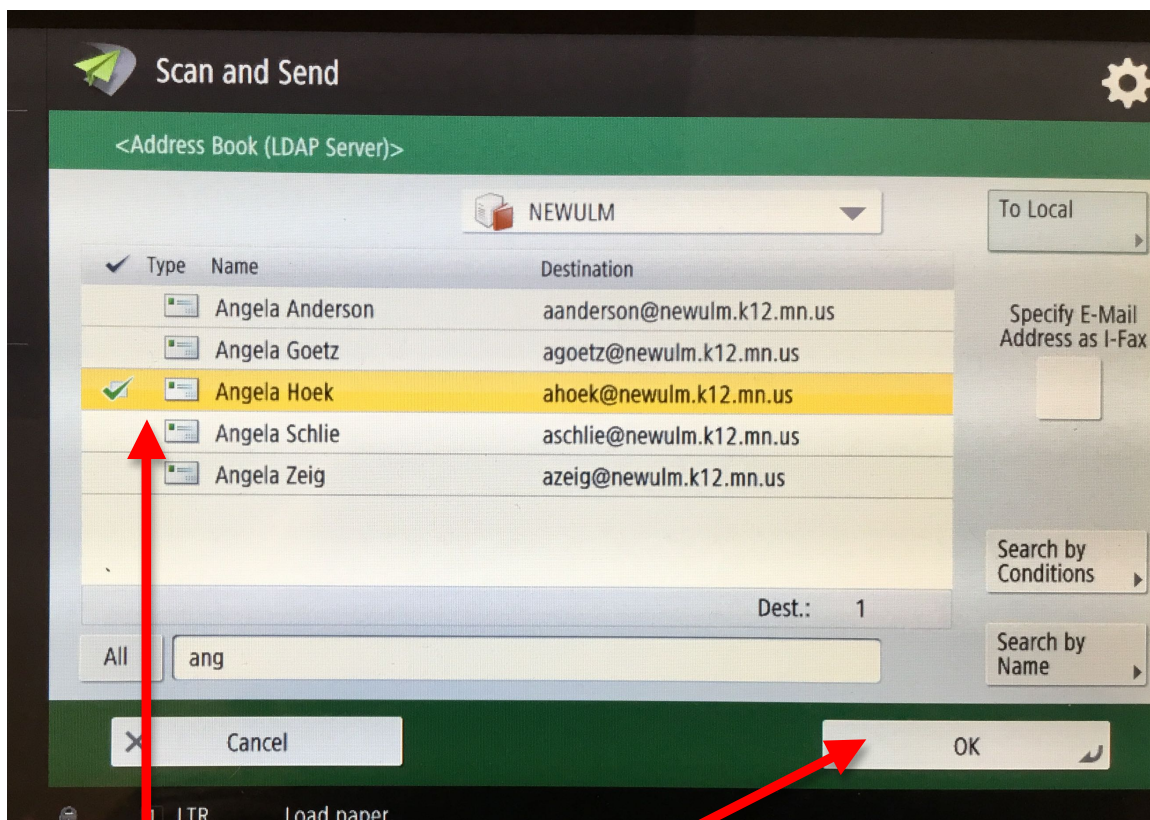 Scan and Send
<Address Book (LDAP Server)>
NEWULM
To Local
Type Name Destination
Angela Anderson aanderson@newulm.k12.mn.us
Angela Goetz agoetz@newulm.k12.mn.us
Angela Hoek ahoek@newulm.k12.mn.us
Angela Schlie aschlie@newulm.k12.mn.us
Angela Zeig azeig@newulm.k12.mn.us
Specify E-Mail
Address as I-Fax
Search by
Conditions
Dest.: 1
All ang
Search by
Name
Cancel
OK
1 LTR Load paper